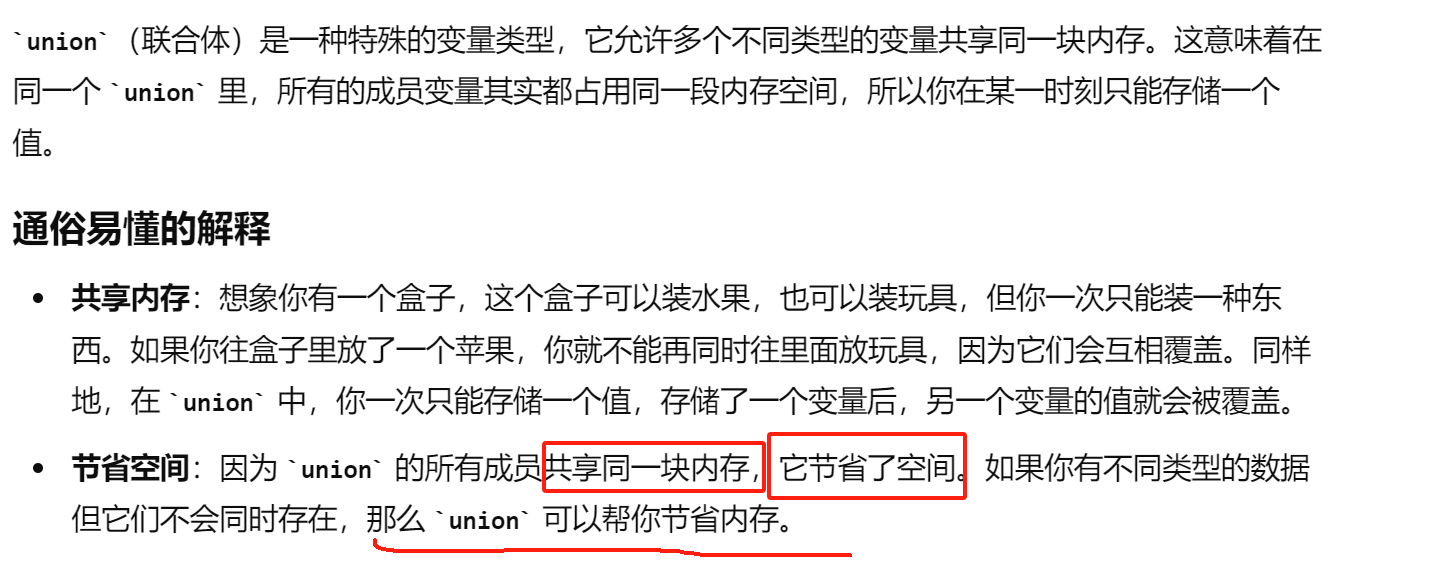 `union`（联合体）是一种特殊的变量类型，它允许多个不同类型的变量共享同一块内存。这意味着在
同一个 `union` 里，所有的成员变量其实都占用同一段内存空间，所以你在某一时刻只能存储一个
值。
通俗易懂的解释
• 共享内存：想象你有一个盒子，这个盒子可以装水果，也可以装玩具，但你一次只能装一种东
西。如果你往盒子里放了一个苹果，你就不能再同时往里面放玩具，因为它们会互相覆盖。同样
地，在 `union` 中，你一次只能存储一个值，存储了一个变量后，另一个变量的值就会被覆盖。
• 节省空间：因为 `union` 的所有成员共享同一块内存，它节省了空间。如果你有不同类型的数据
但它们不会同时存在，那么 `union` 可以帮你节省内存。